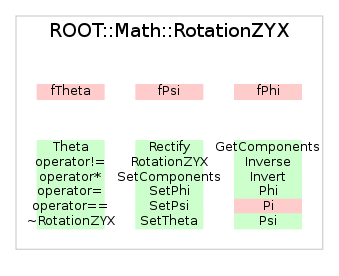 ROOT::Math::RotationZYX
fTheta fPsi fPhi
Theta Rectify GetComponents
operator!= RotationZYX Inverse
operator* SetComponents Invert
operator= SetPhi Phi
operator== SetPsi Pi
~RotationZYX SetTheta Psi